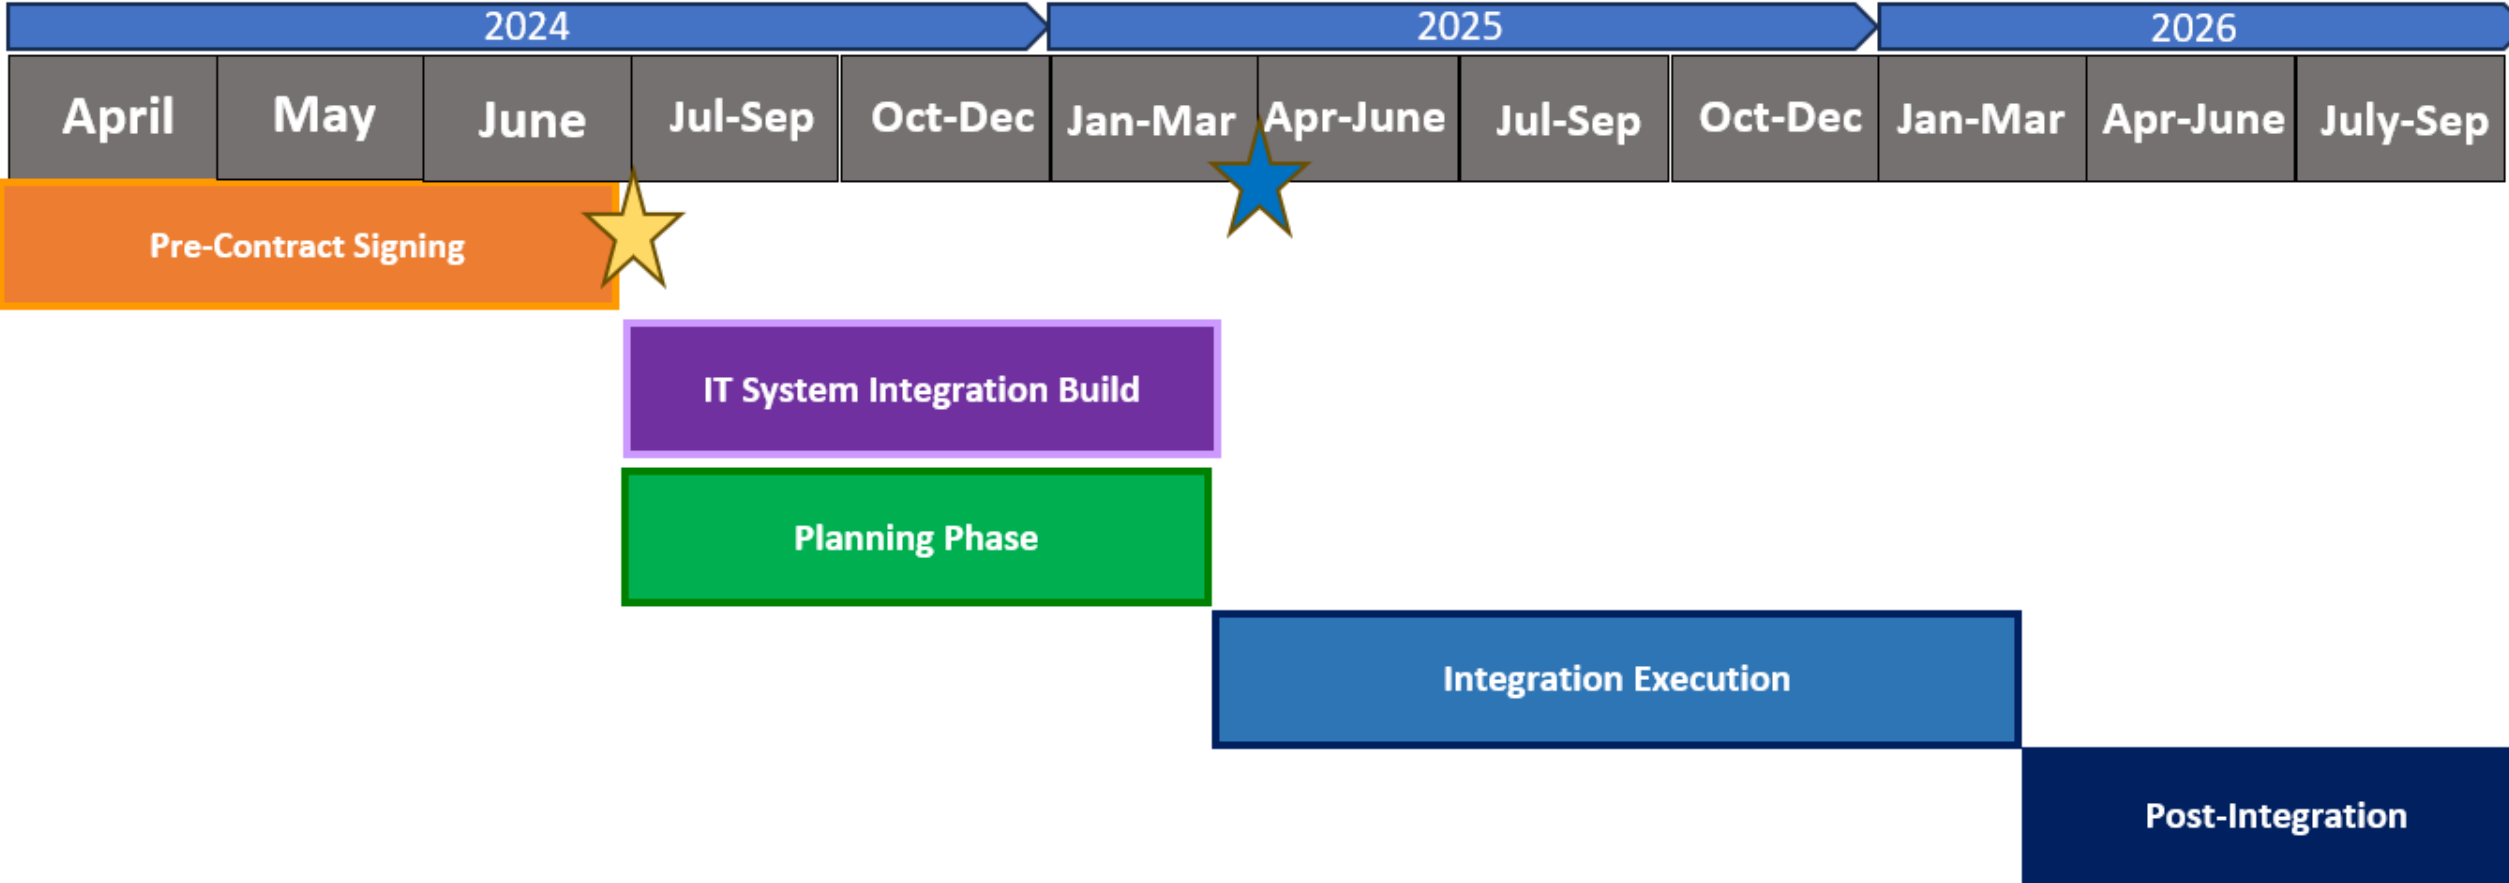 2024 2025 2026
April May June Jul-Sep Oct-Dec Jan-Mar Apr-June Jul-Sep Oct-Dec Jan-Mar Apr-June July-Sep
Pre-Contract Signing
IT System Integration Build
Planning Phase
Integration Execution
Post-Integration